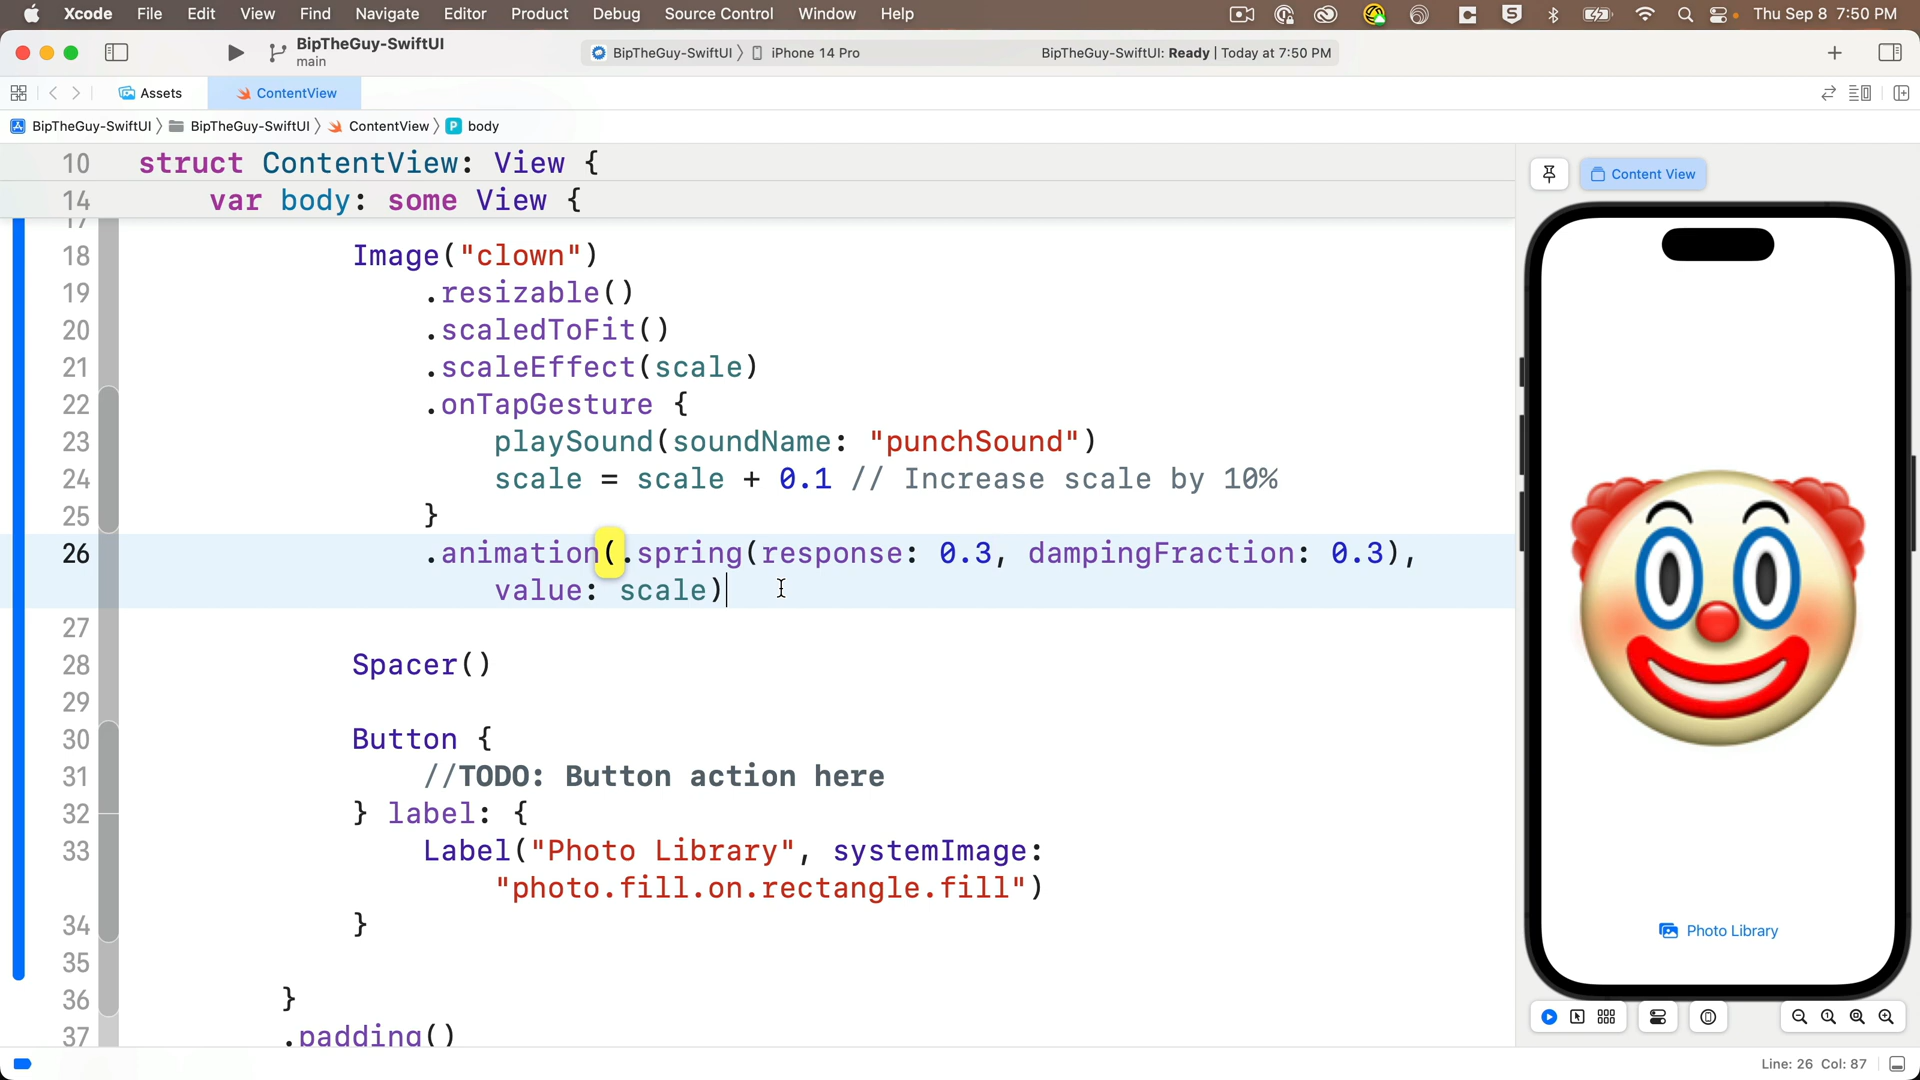 Xcode File Edit View Find Navigate Editor Product Debug Source Control Window Help Thu Sep 8 7:50 PM
BipTheGuy-SwiftUI
main
BipTheGuy-SwiftUI 〉 iPhone 14 Pro BipTheGuy-SwiftUI: Ready | Today at 7:50 PM
Assets ContentView
BipTheGuy-SwiftUI 〉 BipTheGuy-SwiftUI 〉 ContentView 〉 P body
10 struct ContentView: View {
14 var body: some View {
17
18 Image("clown")
19 .resizable()
20 .scaledToFit()
21 .scaleEffect(scale)
22 .onTapGesture {
23 playSound(soundName: "punchSound")
24 scale = scale + 0.1 // Increase scale by 10%
25 }
26 .animation(.spring(response: 0.3, dampingFraction: 0.3),
value: scale)
27
28 Spacer()
29
30 Button {
31 //TODO: Button action here
32 } label: {
33 Label("Photo Library", systemImage:
"photo.fill.on.rectangle.fill")
34 }
35
36 }
37 .padding()
Content View
Photo Library
Line: 26 Col: 87